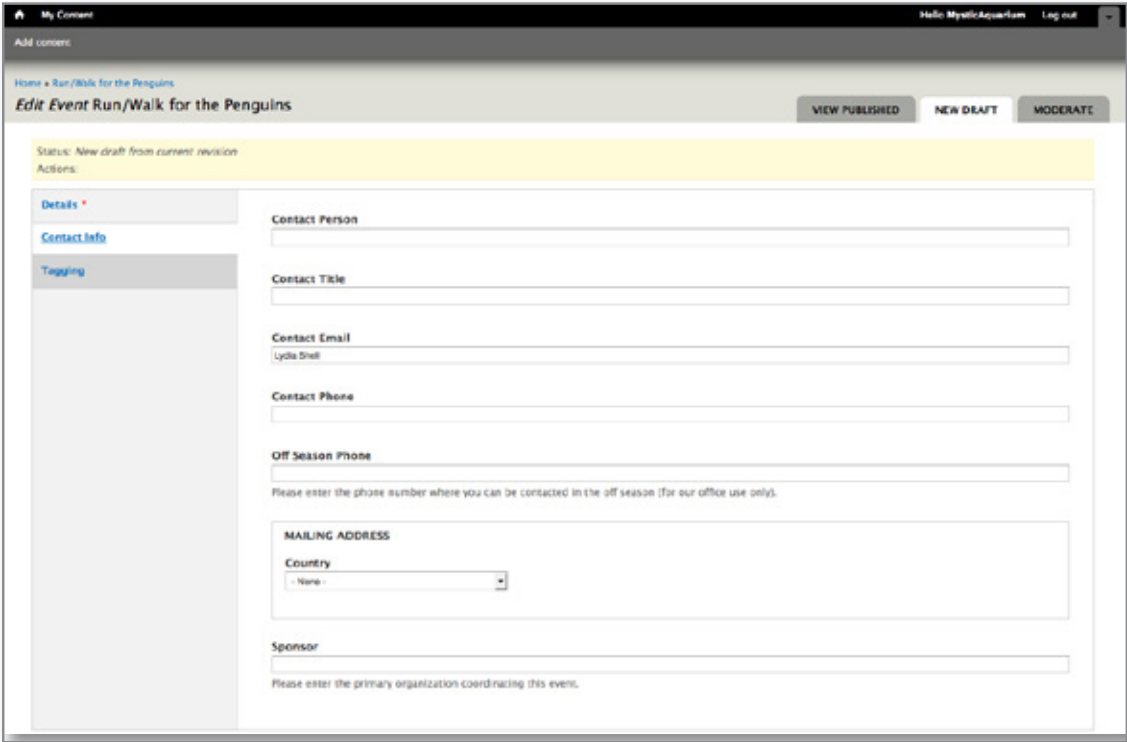 My Content Hello MysticAquarium Log out
Add content
Home » Run/Walk for the Penguins
Edit Event Run/Walk for the Penguins
VIEW PUBLISHED NEW DRAFT MODERATE
Status: New draft from current revision
Actions:
Details *
Contact Info
Tagging
Contact Person
Contact Title
Contact Email
Lydia Shell
Contact Phone
Off Season Phone
Please enter the phone number where you can be contacted in the off season (for our office use only).
MAILING ADDRESS
Country
- None -
Sponsor
Please enter the primary organization coordinating this event.